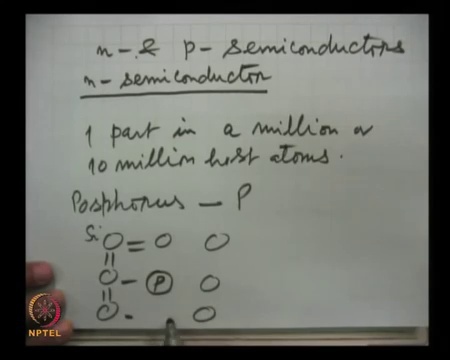 n- & p- semiconductors
n- semiconductor
1 part in a million or
10 million host atoms.
Posphorus - P
Si
P
NPTEL